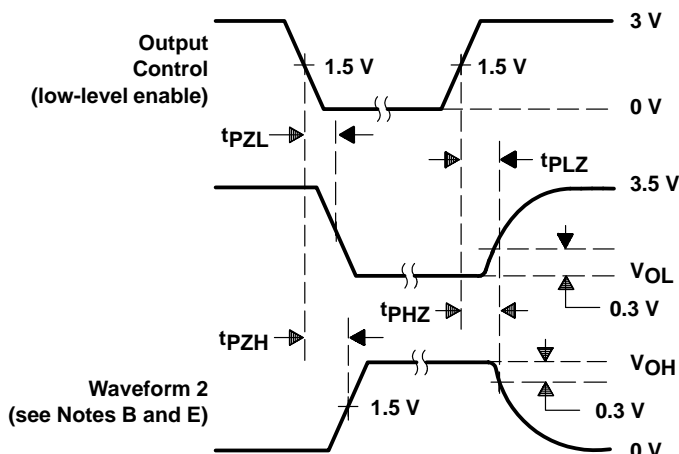 3 V
Output
Control
(low-level enable)
1.5 V
1.5 V
0 V
tPZL
tPLZ
3.5 V
VOL
0.3 V
tPHZ
tPZH
VOH
Waveform 2
(see Notes B and E)
1.5 V
0.3 V
0 V